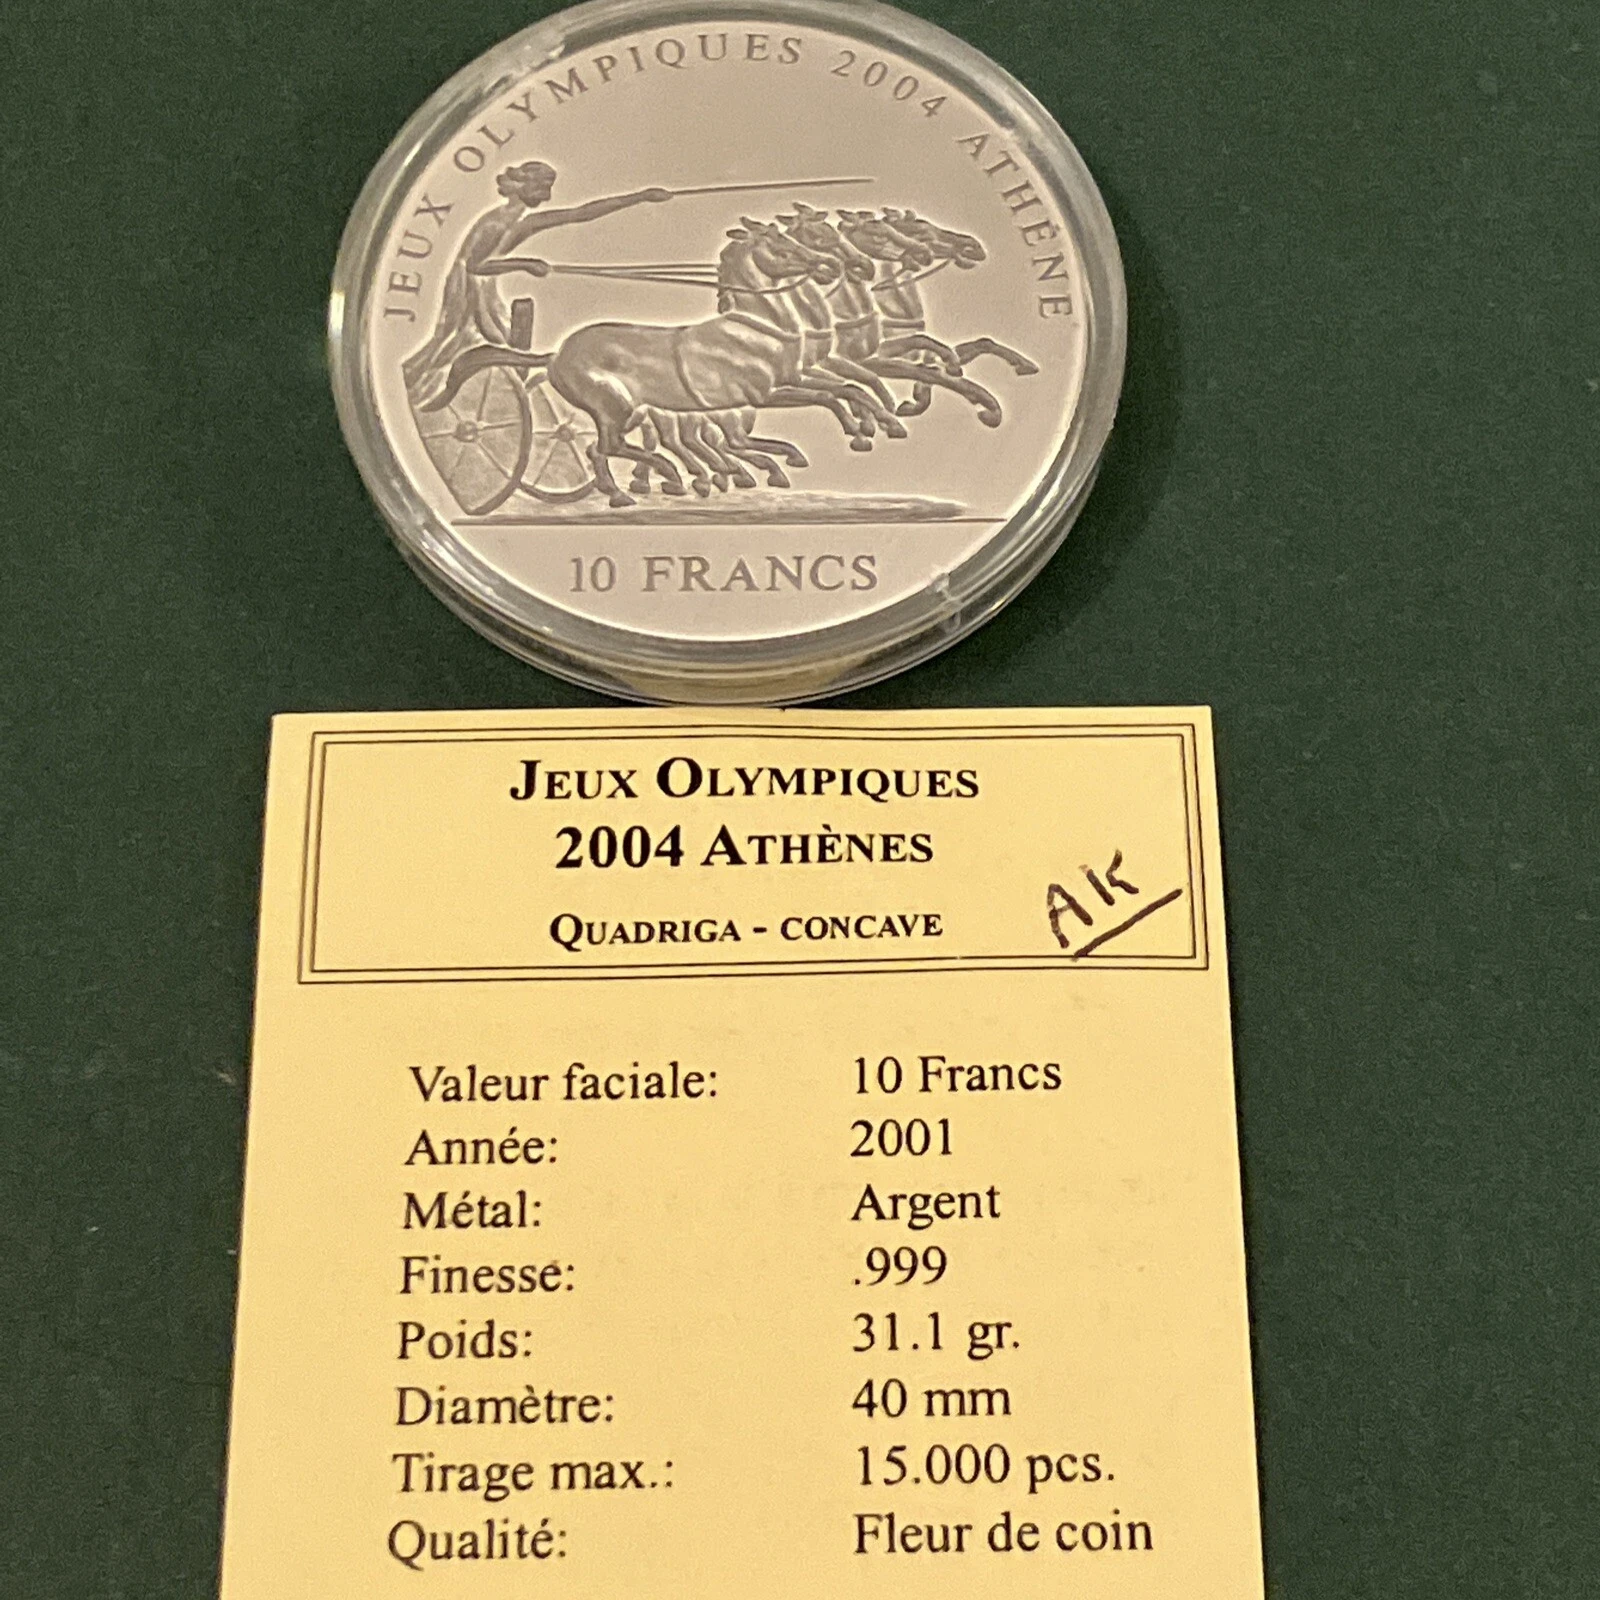 JEUX OLYMPIQUES 2004 ATHÈNE
10 FRANCS
JEUX OLYMPIQUES
2004 ATHÈNES
QUADRIGA - CONCAVE
AK
Valeur faciale: 10 Francs
Année: 2001
Métal: Argent
Finesse: .999
Poids: 31.1 gr.
Diamètre: 40 mm
Tirage max.: 15.000 pcs.
Qualité: Fleur de coin